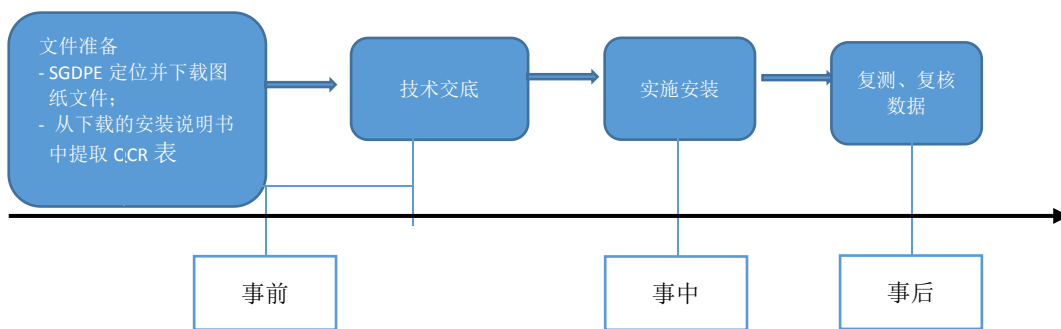 文件准备
- SGDPE 定位并下载图
纸文件；
- 从下载的安装说明书
中提取 C.CR 表
技术交底
实施安装
复测、复核
数据
事前
事中
事后